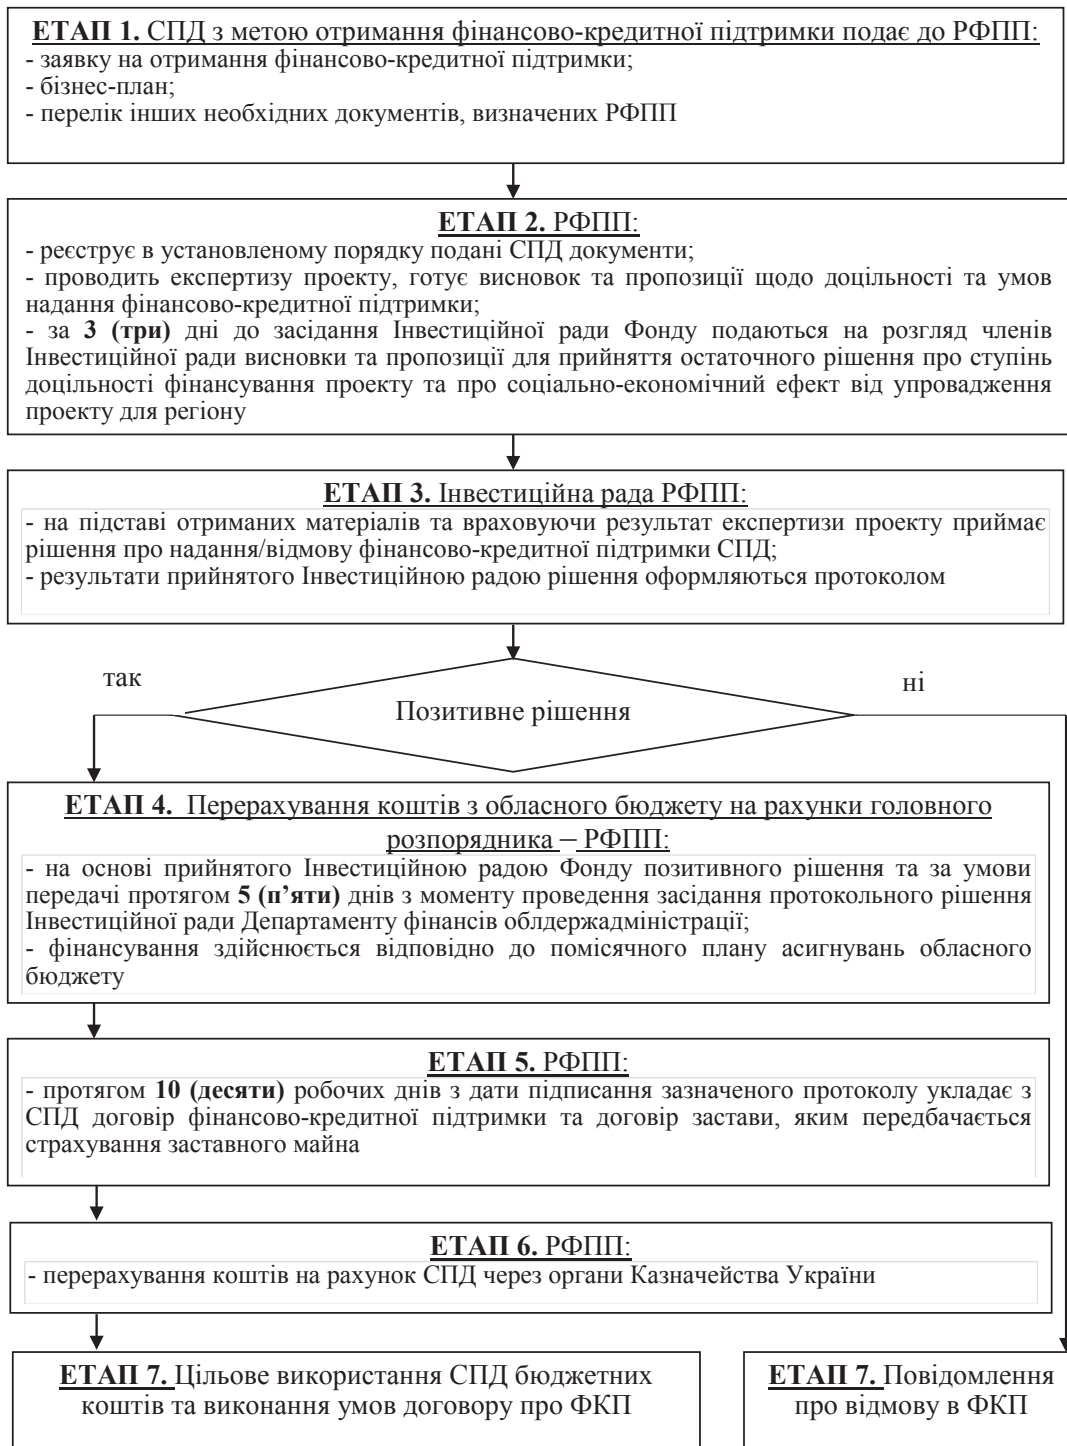 ЕТАП 1. СПД з метою отримання фінансово-кредитної підтримки подає до РФПП:
- заявку на отримання фінансово-кредитної підтримки;
- бізнес-план;
- перелік інших необхідних документів, визначених РФПП
ЕТАП 2. РФПП:
- реєструє в установленому порядку подані СПД документи;
- проводить експертизу проекту, готує висновок та пропозиції щодо доцільності та умов
надання фінансово-кредитної підтримки;
- за 3 (три) дні до засідання Інвестиційної ради Фонду подаються на розгляд членів
Інвестиційної ради висновки та пропозиції для прийняття остаточного рішення про ступінь
доцільності фінансування проекту та про соціально-економічний ефект від упровадження
проекту для регіону
ЕТАП 3. Інвестиційна рада РФПП:
- на підставі отриманих матеріалів та враховуючи результат експертизи проекту приймає
рішення про надання/відмову фінансово-кредитної підтримки СПД;
- результати прийнятого Інвестиційною радою рішення оформляються протоколом
так
ні
Позитивне рішення
ЕТАП 4. Перерахування коштів з обласного бюджету на рахунки головного
розпорядника – РФПП:
- на основі прийнятого Інвестиційною радою Фонду позитивного рішення та за умови
передачі протягом 5 (п’яти) днів з моменту проведення засідання протокольного рішення
Інвестиційної ради Департаменту фінансів облдержадміністрації;
- фінансування здійснюється відповідно до помісячного плану асигнувань обласного
бюджету
ЕТАП 5. РФПП:
- протягом 10 (десяти) робочих днів з дати підписання зазначеного протоколу укладає з
СПД договір фінансово-кредитної підтримки та договір застави, яким передбачається
страхування заставного майна
ЕТАП 6. РФПП:
- перерахування коштів на рахунок СПД через органи Казначейства України
ЕТАП 7. Цільове використання СПД бюджетних
коштів та виконання умов договору про ФКП
ЕТАП 7. Повідомлення
про відмову в ФКП